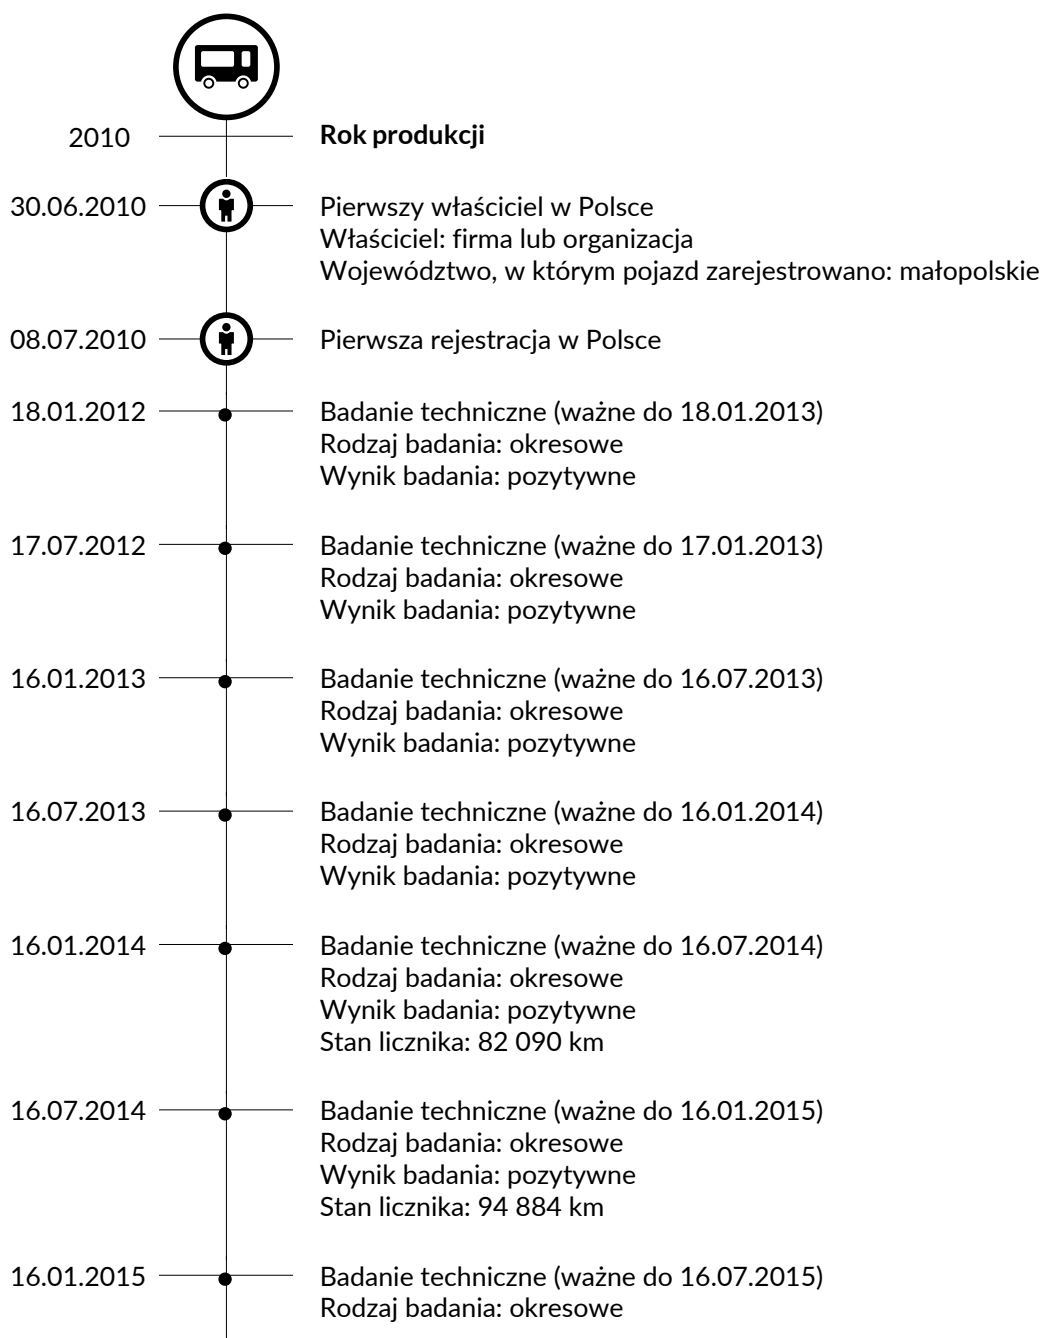 2010 Rok produkcji
30.06.2010 Pierwszy właściciel w Polsce
Właściciel: firma lub organizacja
Województwo, w którym pojazd zarejestrowano: małopolskie
08.07.2010 Pierwsza rejestracja w Polsce
18.01.2012 Badanie techniczne (ważne do 18.01.2013)
Rodzaj badania: okresowe
Wynik badania: pozytywne
17.07.2012 Badanie techniczne (ważne do 17.01.2013)
Rodzaj badania: okresowe
Wynik badania: pozytywne
16.01.2013 Badanie techniczne (ważne do 16.07.2013)
Rodzaj badania: okresowe
Wynik badania: pozytywne
16.07.2013 Badanie techniczne (ważne do 16.01.2014)
Rodzaj badania: okresowe
Wynik badania: pozytywne
16.01.2014 Badanie techniczne (ważne do 16.07.2014)
Rodzaj badania: okresowe
Wynik badania: pozytywne
Stan licznika: 82 090 km
16.07.2014 Badanie techniczne (ważne do 16.01.2015)
Rodzaj badania: okresowe
Wynik badania: pozytywne
Stan licznika: 94 884 km
16.01.2015 Badanie techniczne (ważne do 16.07.2015)
Rodzaj badania: okresowe